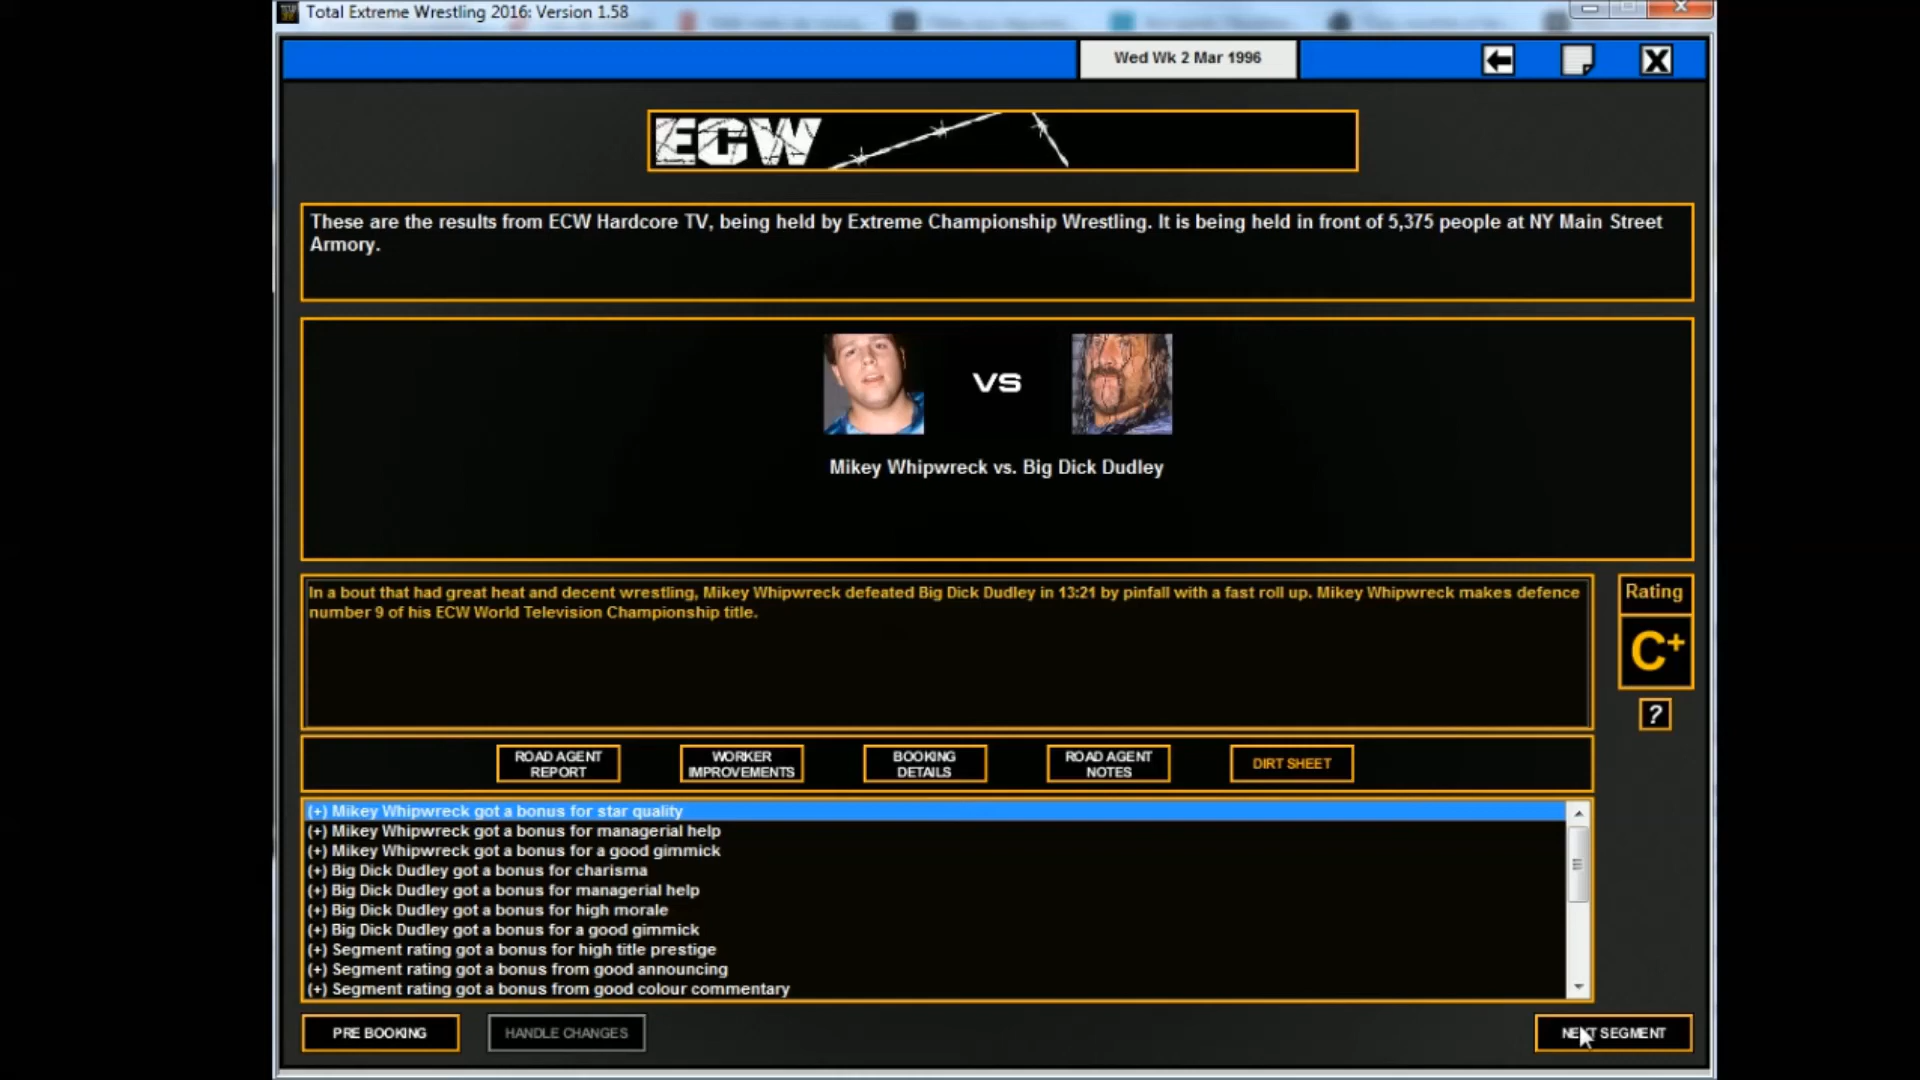 Total Extreme Wrestling 2016: Version 1.58
Wed Wk 2 Mar 1996
ECW
These are the results from ECW Hardcore TV, being held by Extreme Championship Wrestling. It is being held in front of 5,375 people at NY Main Street
Armory.
VS
Mikey Whipwreck vs. Big Dick Dudley
In a bout that had great heat and decent wrestling, Mikey Whipwreck defeated Big Dick Dudley in 13:21 by pinfall with a fast roll up. Mikey Whipwreck makes defence
number 9 of his ECW World Television Championship title.
Rating
C+
?
ROAD AGENT
REPORT
WORKER
IMPROVEMENTS
BOOKING
DETAILS
ROAD AGENT
NOTES
DIRT SHEET
(+) Mikey Whipwreck got a bonus for star quality
(+) Mikey Whipwreck got a bonus for managerial help
(+) Mikey Whipwreck got a bonus for a good gimmick
(+) Big Dick Dudley got a bonus for charisma
(+) Big Dick Dudley got a bonus for managerial help
(+) Big Dick Dudley got a bonus for high morale
(+) Big Dick Dudley got a bonus for a good gimmick
(+) Segment rating got a bonus for high title prestige
(+) Segment rating got a bonus from good announcing
(+) Segment rating got a bonus from good colour commentary
PRE BOOKING
HANDLE CHANGES
NEXT SEGMENT